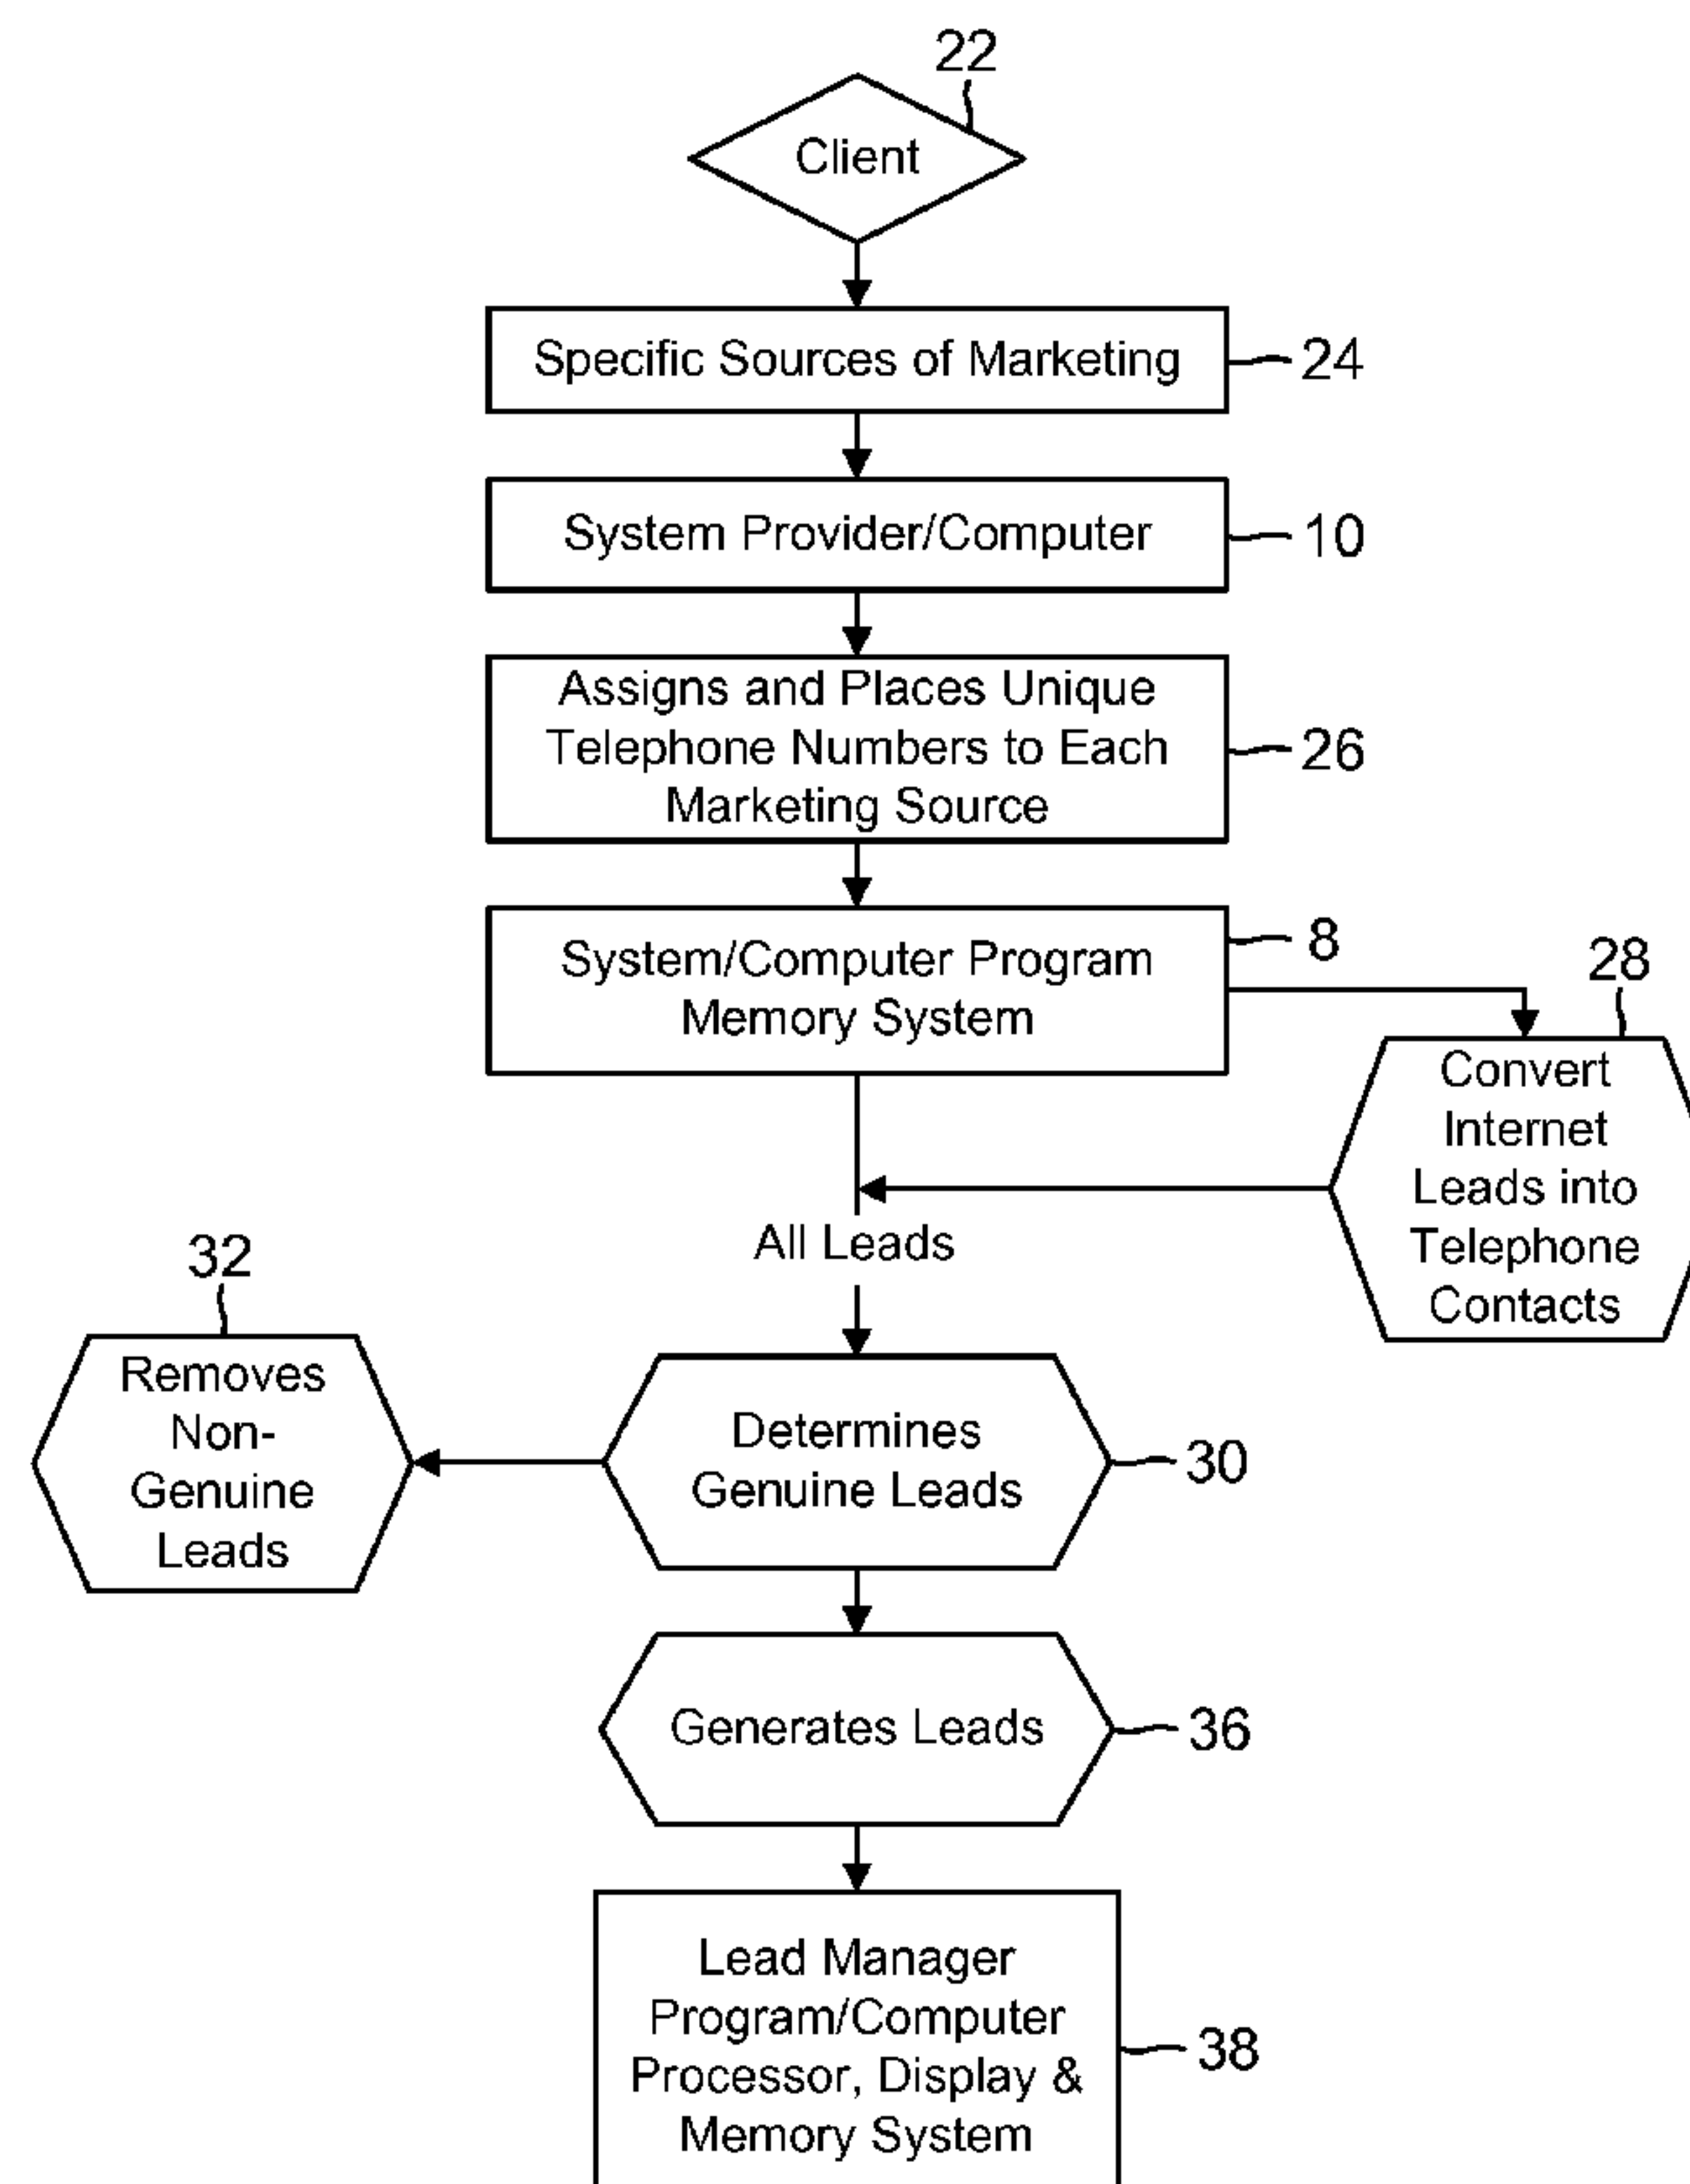 22
Client
Specific Sources of Marketing
24
System Provider/Computer
10
Assigns and Places Unique
Telephone Numbers to Each
Marketing Source
26
System/Computer Program
Memory System
8
28
Convert
Internet
Leads into
Telephone
Contacts
All Leads
32
Removes
Non-
Genuine
Leads
Determines
Genuine Leads
30
Generates Leads
36
Lead Manager
Program/Computer
Processor, Display &
Memory System
38